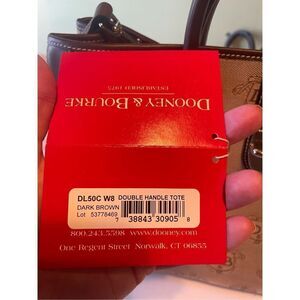 DOONEY & BOURKE
ESTABLISHED 1975
DL50C W8 DOUBLE HANDLE TOTE
DARK BROWN
Lot 53778469
7 38843 30905 8
800.243.5598 www.dooney.com
One Regent Street Norwalk, CT 06855